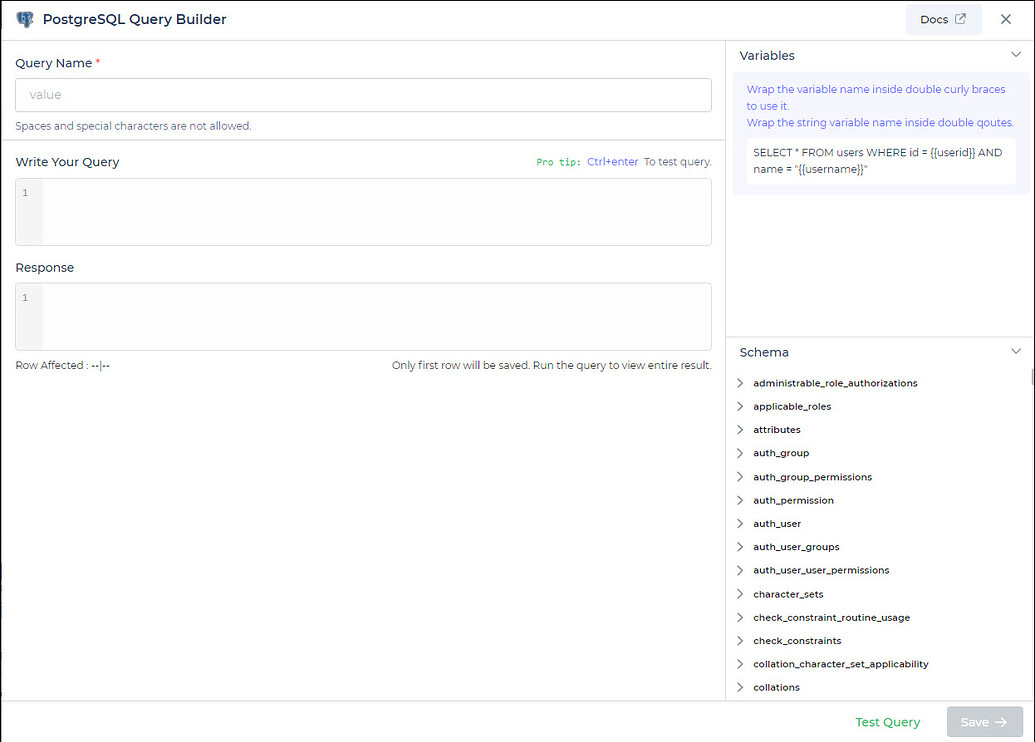 PostgreSQL Query Builder
Docs
Query Name *
value
Spaces and special characters are not allowed.
Write Your Query
Pro tip: Ctrl+enter To test query.
1
Response
1
Row Affected : --|--
Only first row will be saved. Run the query to view entire result.
Variables
Wrap the variable name inside double curly braces
to use it.
Wrap the string variable name inside double qoutes.
SELECT * FROM users WHERE id = {{userid}} AND
name = "{{username}}"
Schema
administrable_role_authorizations
applicable_roles
attributes
auth_group
auth_group_permissions
auth_permission
auth_user
auth_user_groups
auth_user_user_permissions
character_sets
check_constraint_routine_usage
check_constraints
collation_character_set_applicability
collations
Test Query
Save